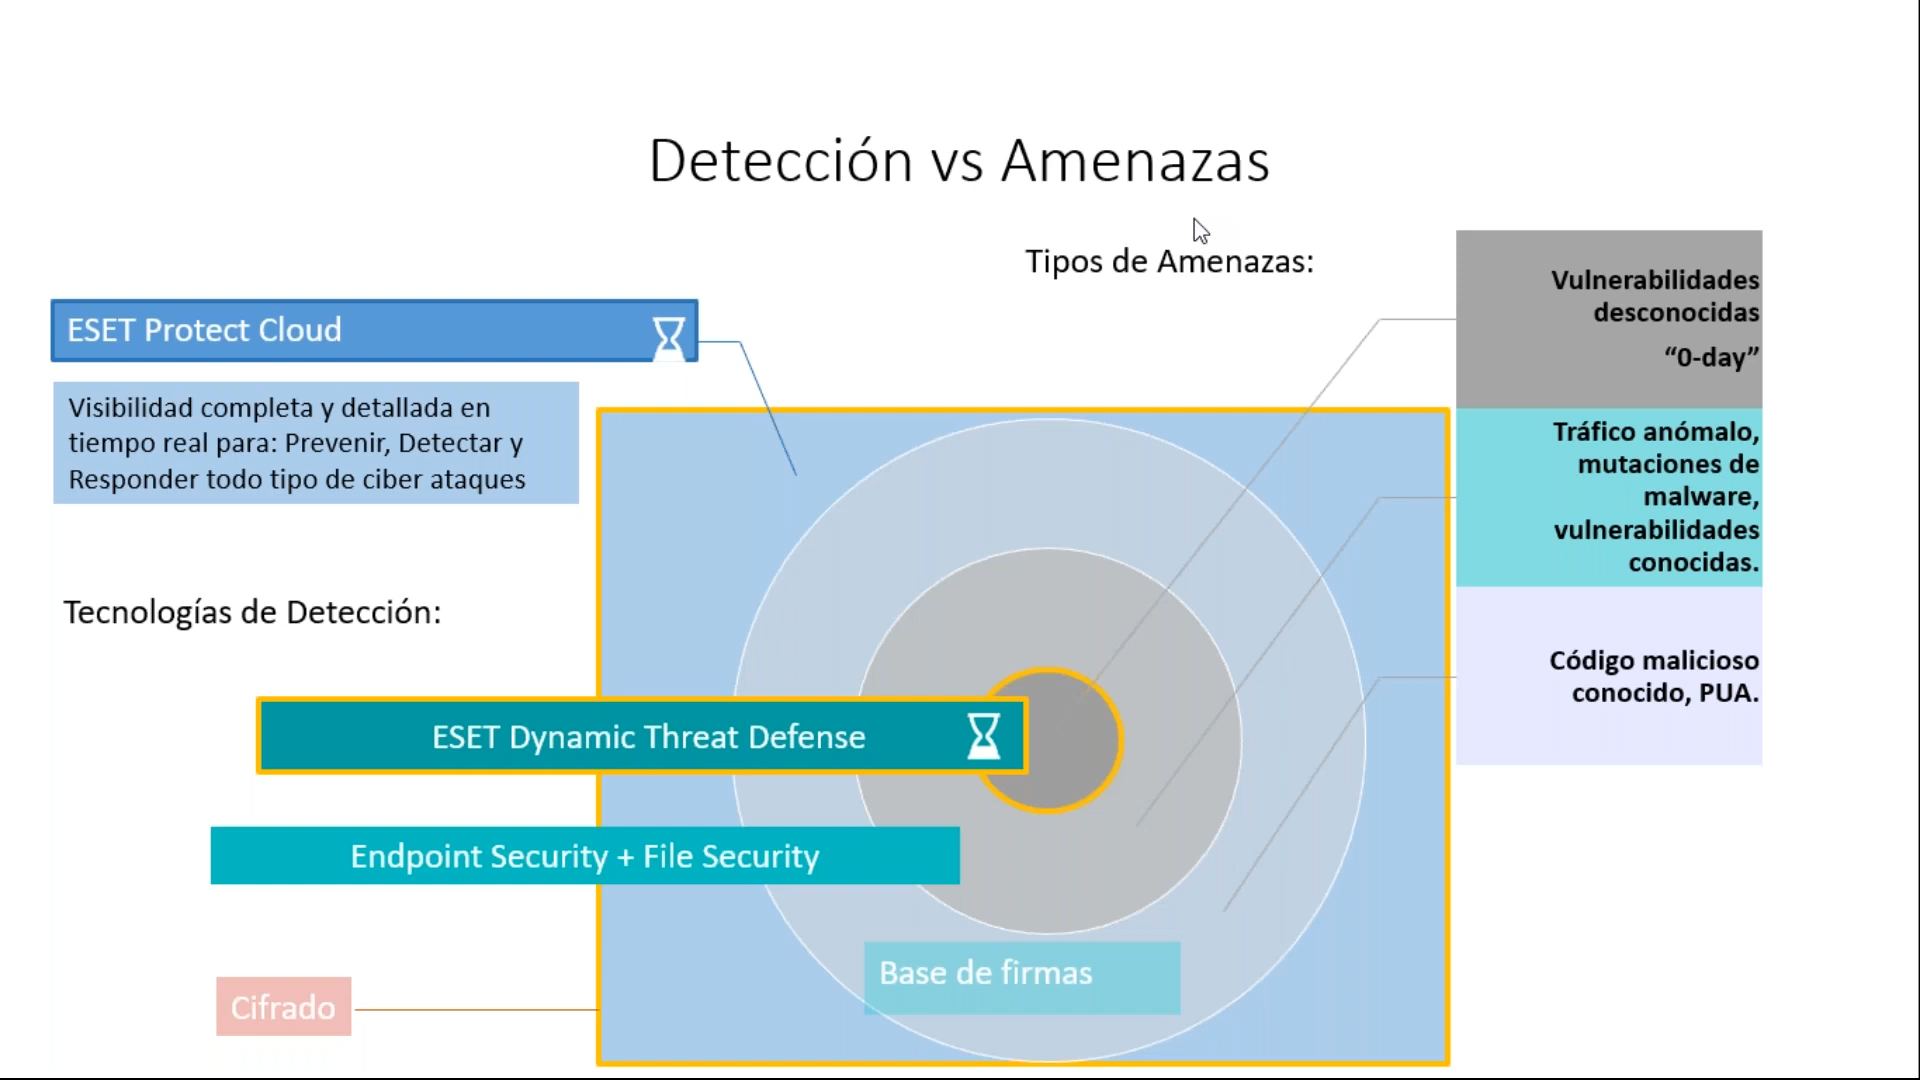 Detección vs Amenazas
Tipos de Amenazas:
ESET Protect Cloud
Visibilidad completa y detallada en
tiempo real para: Prevenir, Detectar y
Responder todo tipo de ciber ataques
Tecnologías de Detección:
ESET Dynamic Threat Defense
Endpoint Security + File Security
Base de firmas
Cifrado
Vulnerabilidades
desconocidas
“0-day”
Tráfico anómalo,
mutaciones de
malware,
vulnerabilidades
conocidas.
Código malicioso
conocido, PUA.